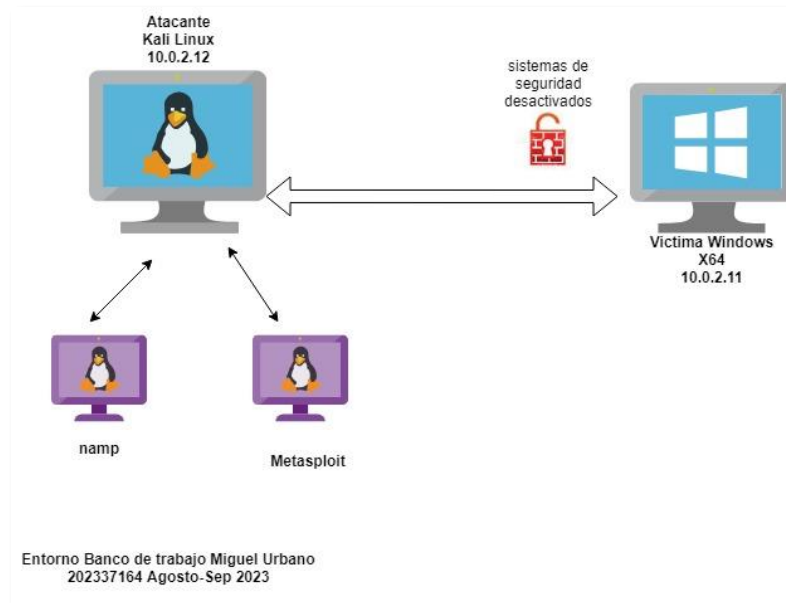 Atacante
Kali Linux
10.0.2.12
sistemas de
seguridad
desactivados
Victima Windows
X64
10.0.2.11
namp
Metasploit
Entorno Banco de trabajo Miguel Urbano
202337164 Agosto-Sep 2023